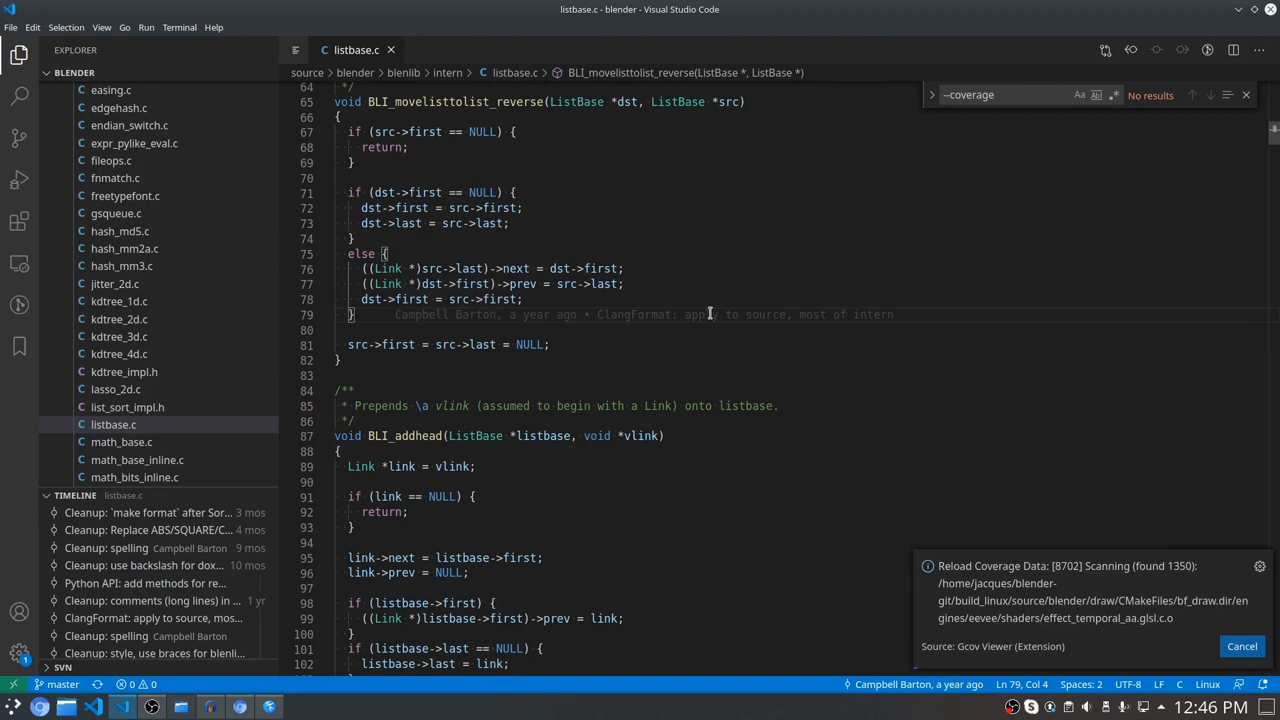 listbase.c - blender - Visual Studio Code
File Edit Selection View Go Run Terminal Help
EXPLORER
BLENDER
easing.c
edgehash.c
endian_switch.c
expr_pylike_eval.c
fileops.c
fnmatch.c
freetypefont.c
gsqueue.c
hash_md5.c
hash_mm2a.c
hash_mm3.c
jitter_2d.c
kdtree_1d.c
kdtree_2d.c
kdtree_3d.c
kdtree_4d.c
kdtree_impl.h
lasso_2d.c
list_sort_impl.h
listbase.c
math_base.c
math_base_inline.c
math_bits_inline.c
TIMELINE listbase.c
Cleanup: `make format` after Sor... 3 mos
Cleanup: Replace ABS/SQUARE/C... 4 mos
Cleanup: spelling Campbell Barton 9 mos
Cleanup: use backslash for dox... 10 mos
Python API: add methods for re...
Cleanup: comments (long lines) in ... 1 yr
ClangFormat: apply to source, mos...
Cleanup: spelling Campbell Barton
Cleanup: style, use braces for blenli...
SVN
C listbase.c
source > blender > blenlib > intern > C listbase.c > BLI_movelisttolist_reverse(ListBase *, ListBase *)
--coverage Aa Ab .* No results
64 */
65 void BLI_movelisttolist_reverse(ListBase *dst, ListBase *src)
66 {
67 if (src->first == NULL) {
68 return;
69 }
70
71 if (dst->first == NULL) {
72 dst->first = src->first;
73 dst->last = src->last;
74 }
75 else {
76 ((Link *)src->last)->next = dst->first;
77 ((Link *)dst->first)->prev = src->last;
78 dst->first = src->first;
79 } Campbell Barton, a year ago • ClangFormat: apply to source, most of intern
80
81 src->first = src->last = NULL;
82 }
83
84 /**
85 * Prepends \a vlink (assumed to begin with a Link) onto listbase.
86 */
87 void BLI_addhead(ListBase *listbase, void *vlink)
88 {
89 Link *link = vlink;
90
91 if (link == NULL) {
92 return;
93 }
94
95 link->next = listbase->first;
96 link->prev = NULL;
97
98 if (listbase->first) {
99 ((Link *)listbase->first)->prev = link;
100 }
101 if (listbase->last == NULL) {
102 listbase->last = link;
Reload Coverage Data: [8702] Scanning (found 1350):
/home/jacques/blender-
git/build_linux/source/blender/draw/CMakeFiles/bf_draw.dir/en
gines/eevee/shaders/effect_temporal_aa.glsl.c.o
Source: Gcov Viewer (Extension) Cancel
1
master 0 0 Campbell Barton, a year ago Ln 79, Col 4 Spaces: 2 UTF-8 LF C Linux
12:46 PM